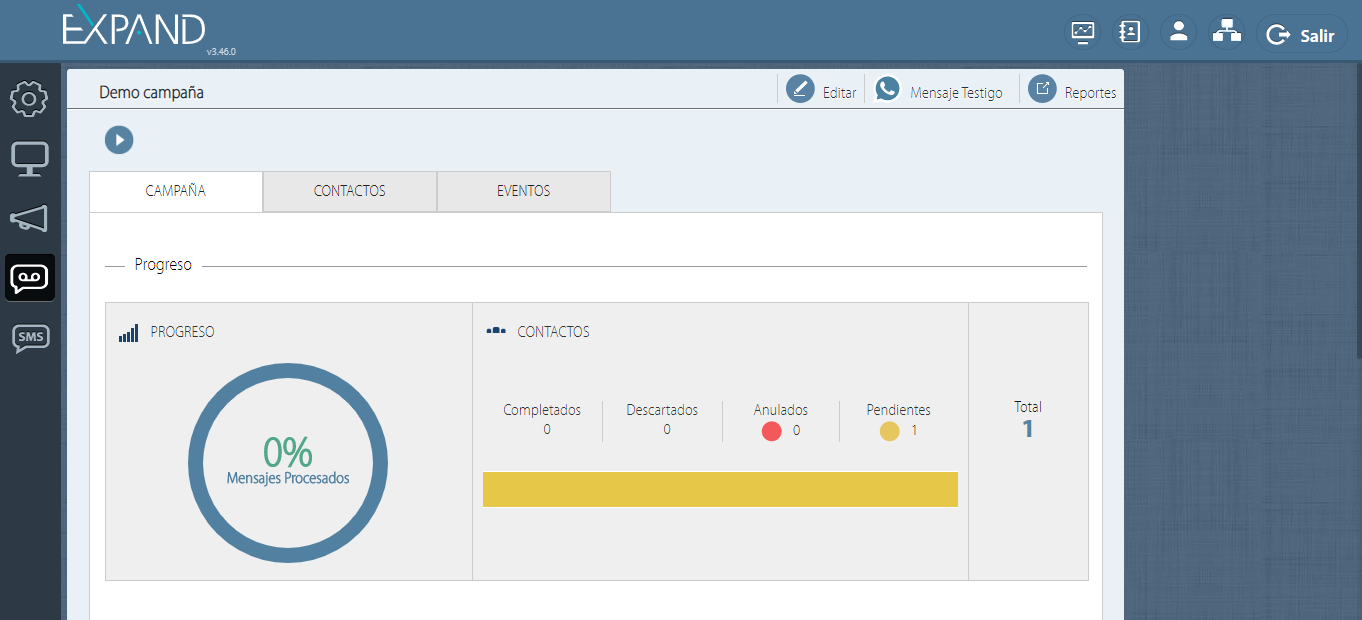 EXPAND
v3.46.0
Salir
Demo campaña
Editar
Mensaje Testigo
Reportes
CAMPAÑA
CONTACTOS
EVENTOS
SMS
Progreso
PROGRESO
CONTACTOS
0%
Mensajes Procesados
Completados
0
Descartados
0
Anulados
0
Pendientes
1
Total
1